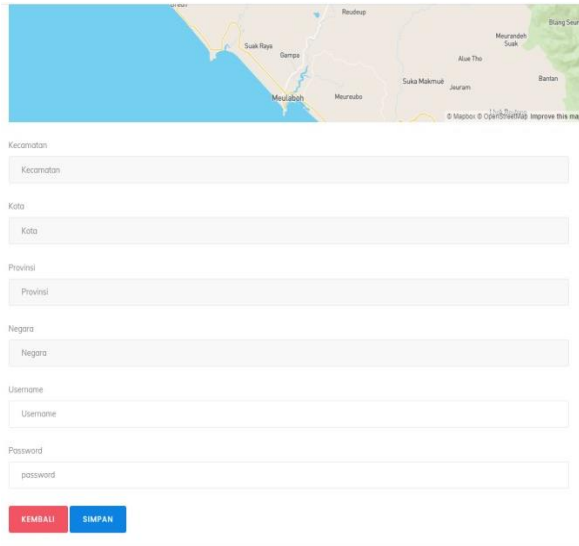 Reudeup
Blang Seun
Meurandeh
Suak
Suak Raya
Gampa
Alue Tho
Suka Makmue
Jeuram
Bantan
Meulaboh
Meureubo
© Mapbox © OpenStreetMap Improve this ma
Kecamatan
Kecamatan
Kota
Kota
Provinsi
Provinsi
Negara
Negara
Username
Username
Password
password
KEMBALI SIMPAN